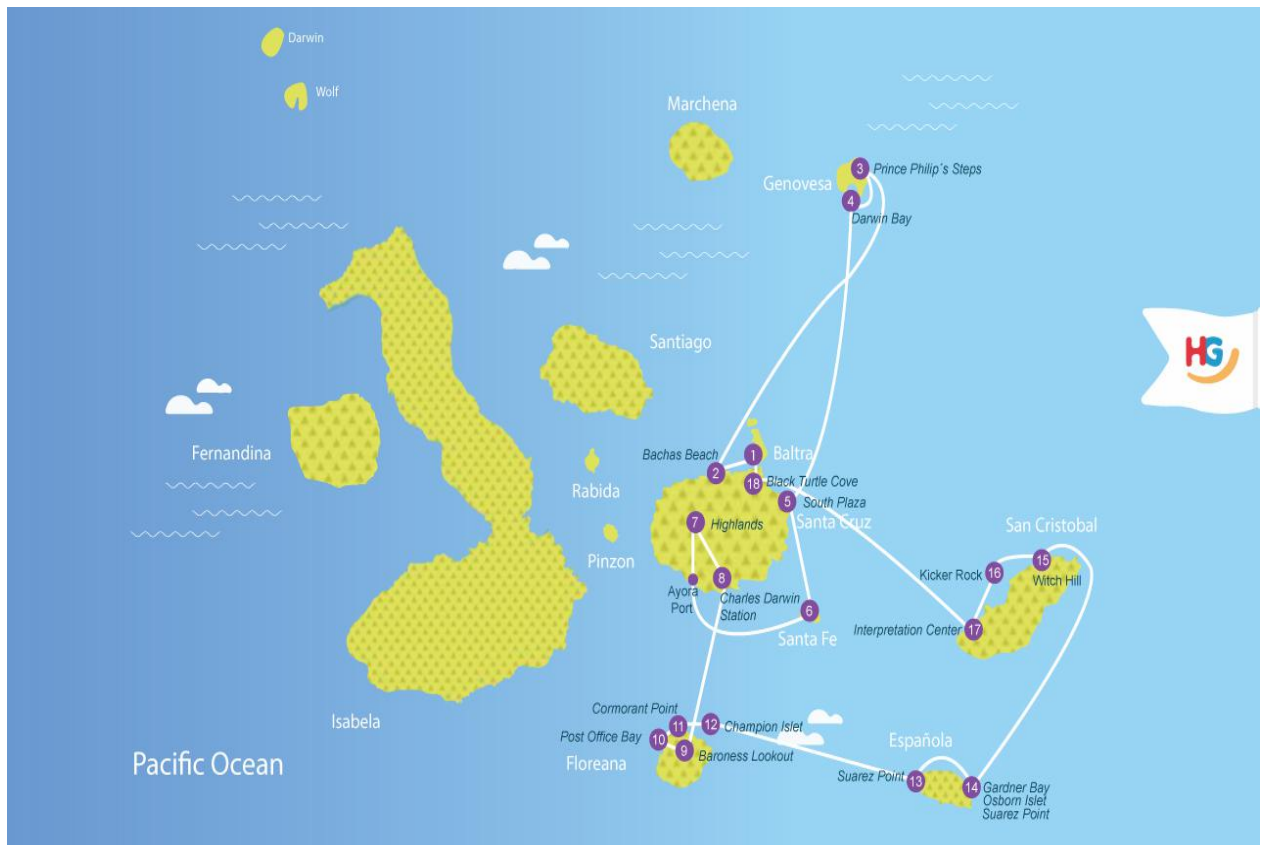 Darwin
Wolf
Marchena
3
Prince Philip´s Steps
Genovesa
4
Darwin Bay
Santiago
HG
Fernandina
Bachas Beach
1
Baltra
2
18
Black Turtle Cove
Rabida
5
South Plaza
Santa Cruz
7
Highlands
San Cristobal
Pinzon
15
Kicker Rock
16
Witch Hill
8
Ayora
Port
Charles Darwin
Station
6
Santa Fe
Interpretation Center
17
Isabela
Cormorant Point
11
12
Champion Islet
Post Office Bay
10
9
Baroness Lookout
Floreana
Española
Pacific Ocean
Suarez Point
13
14
Gardner Bay
Osborn Islet
Suarez Point